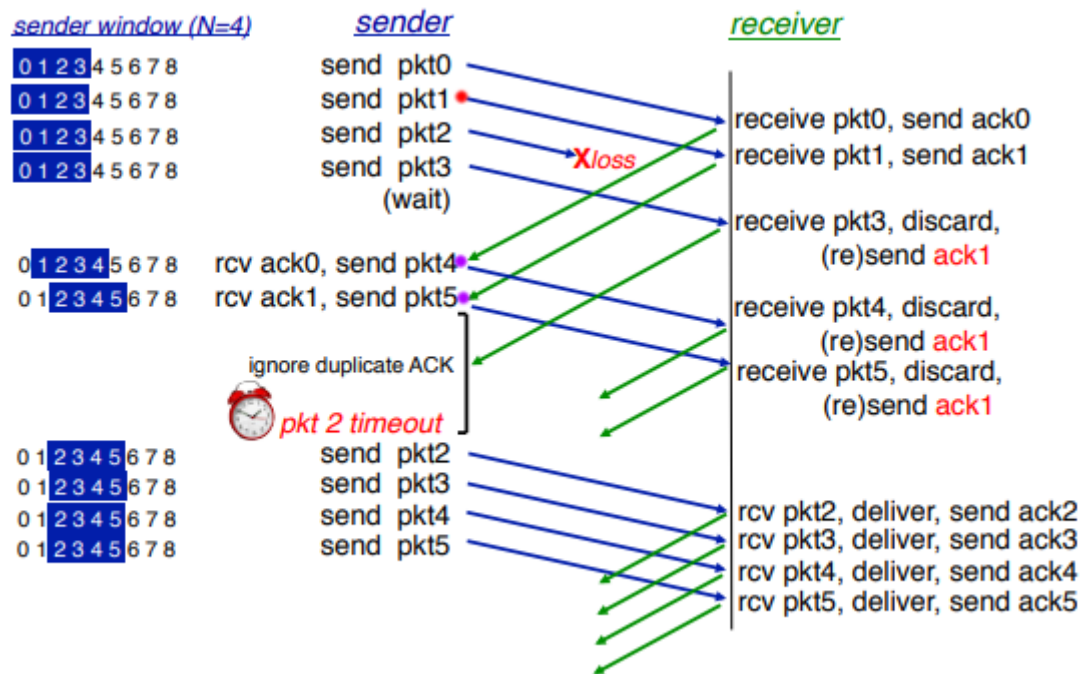 sender window (N=4) sender receiver
0 1 2 3 4 5 6 7 8 send pkt0
0 1 2 3 4 5 6 7 8 send pkt1
0 1 2 3 4 5 6 7 8 send pkt2
0 1 2 3 4 5 6 7 8 send pkt3
(wait)
Xloss
receive pkt0, send ack0
receive pkt1, send ack1
receive pkt3, discard,
(re)send ack1
0 1 2 3 4 5 6 7 8 rcv ack0, send pkt4
0 1 2 3 4 5 6 7 8 rcv ack1, send pkt5
receive pkt4, discard,
(re)send ack1
receive pkt5, discard,
(re)send ack1
ignore duplicate ACK
pkt 2 timeout
0 1 2 3 4 5 6 7 8 send pkt2
0 1 2 3 4 5 6 7 8 send pkt3
0 1 2 3 4 5 6 7 8 send pkt4
0 1 2 3 4 5 6 7 8 send pkt5
rcv pkt2, deliver, send ack2
rcv pkt3, deliver, send ack3
rcv pkt4, deliver, send ack4
rcv pkt5, deliver, send ack5